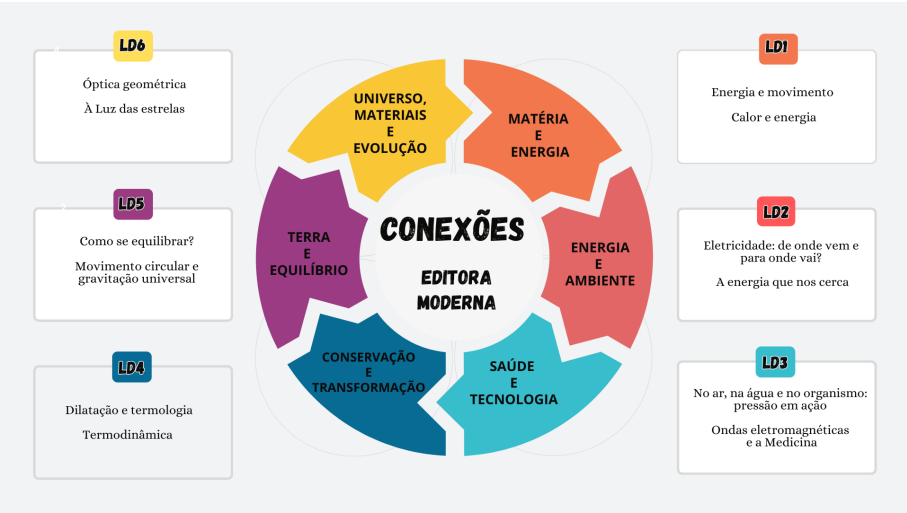 LD6
Óptica geométrica
À Luz das estrelas
LD5
Como se equilibrar?
Movimento circular e
gravitação universal
LD4
Dilatação e termologia
Termodinâmica
UNIVERSO,
MATERIAIS
E
EVOLUÇÃO
MATÉRIA
E
ENERGIA
TERRA
E
EQUILÍBRIO
CONEXÕES
EDITORA
MODERNA
ENERGIA
E
AMBIENTE
CONSERVAÇÃO
E
TRANSFORMAÇÃO
SAÚDE
E
TECNOLOGIA
LD1
Energia e movimento
Calor e energia
LD2
Eletricidade: de onde vem e
para onde vai?
A energia que nos cerca
LD3
No ar, na água e no organismo:
pressão em ação
Ondas eletromagnéticas
e a Medicina